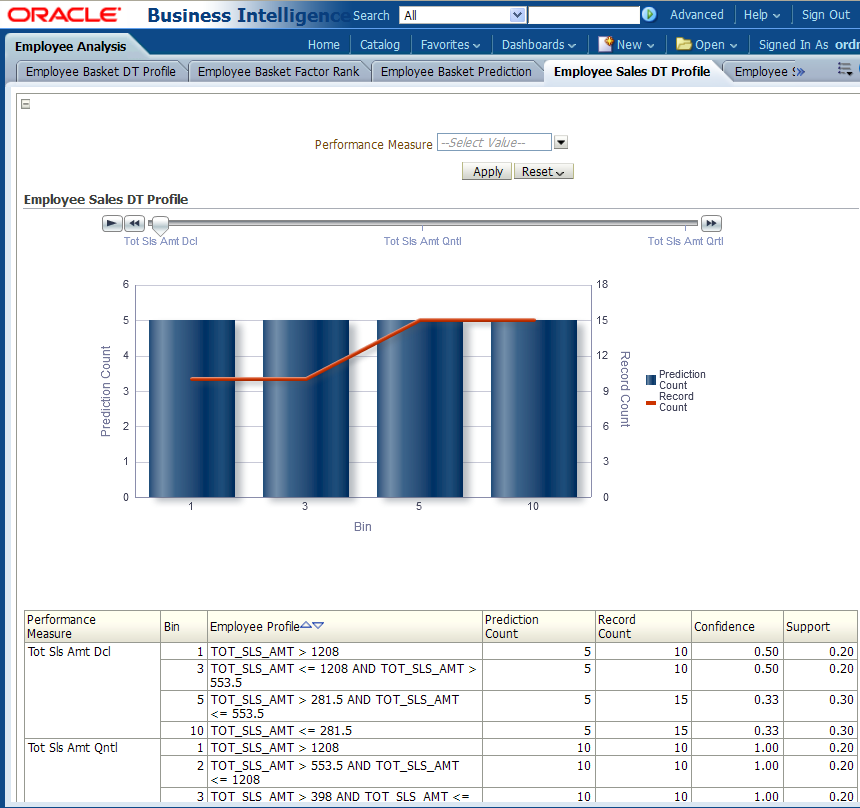 ORACLE Business Intelligence Search All Advanced Help Sign Out
Employee Analysis Home Catalog Favorites Dashboards New Open Signed In As
Employee Basket DT Profile Employee Basket Factor Rank Employee Basket Prediction Employee Sales DT Profile Employee
Performance Measure --Select Value--
Apply Reset
Employee Sales DT Profile
Tot Sls Amt Dcl Tot Sls Amt Qntl Tot Sls Amt Qrtl
6 18
5 15
4 12
3 9
2 6
1 3
0 0
Prediction Count
Record Count
1 3 5 10
Bin
Prediction
Count
Record
Count
Performance Measure Bin Employee Profile Prediction Count Record Count Confidence Support
Tot Sls Amt Dcl 1 TOT_SLS_AMT > 1208 5 10 0.50 0.20
3 TOT_SLS_AMT <= 1208 AND TOT_SLS_AMT > 5 10 0.50 0.20
553.5
5 TOT_SLS_AMT > 281.5 AND TOT_SLS_AMT 5 15 0.33 0.30
<= 553.5
10 TOT_SLS_AMT <= 281.5 5 15 0.33 0.30
Tot Sls Amt Qntl 1 TOT_SLS_AMT > 1208 10 10 1.00 0.20
2 TOT_SLS_AMT > 553.5 AND TOT_SLS_AMT 10 10 1.00 0.20
<= 1208
3 TOT_SLS_AMT > 398 AND TOT_SLS_AMT <= 10 10 1.00 0.20